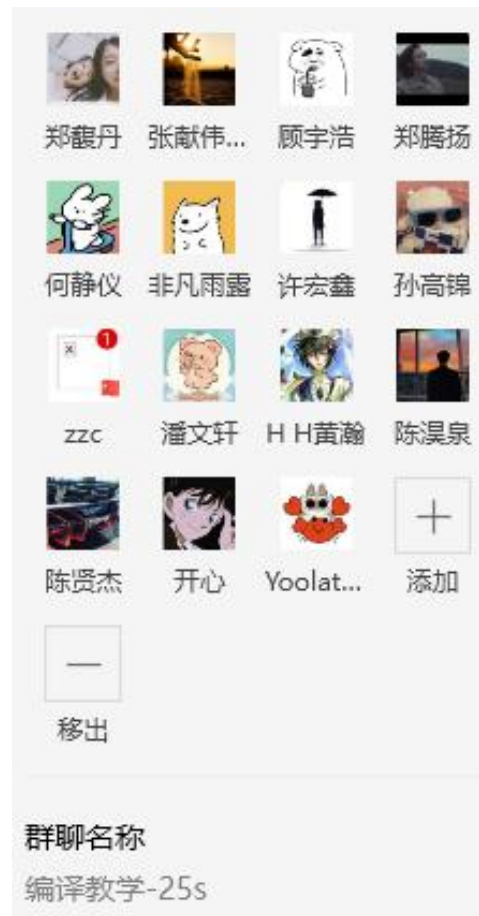 郑馥丹 张献伟... 顾宇浩 郑腾扬
何静仪 非凡雨露 许宏鑫 孙高锦
1
zzc 潘文轩 H H黄瀚 陈淏泉
陈贤杰 开心 Yoolat... 添加
移出
群聊名称
编译教学-25s